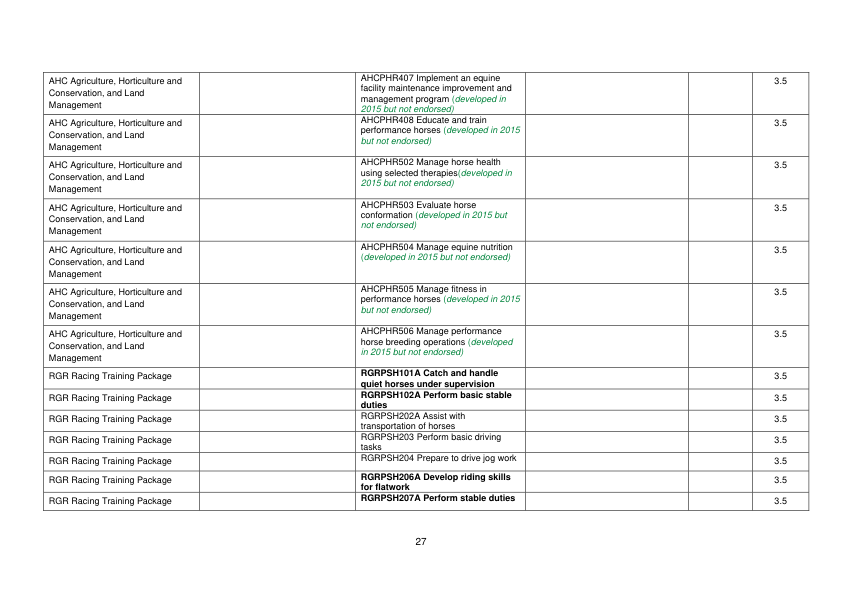 AHC Agriculture, Horticulture and
Conservation, and Land
Management
AHCPHR407 Implement an equine
facility maintenance improvement and
management program (developed in
2015 but not endorsed)
3.5
AHC Agriculture, Horticulture and
Conservation, and Land
Management
AHCPHR408 Educate and train
performance horses (developed in 2015
but not endorsed)
3.5
AHC Agriculture, Horticulture and
Conservation, and Land
Management
AHCPHR502 Manage horse health
using selected therapies(developed in
2015 but not endorsed)
3.5
AHC Agriculture, Horticulture and
Conservation, and Land
Management
AHCPHR503 Evaluate horse
conformation (developed in 2015 but
not endorsed)
3.5
AHC Agriculture, Horticulture and
Conservation, and Land
Management
AHCPHR504 Manage equine nutrition
(developed in 2015 but not endorsed)
3.5
AHC Agriculture, Horticulture and
Conservation, and Land
Management
AHCPHR505 Manage fitness in
performance horses (developed in 2015
but not endorsed)
3.5
AHC Agriculture, Horticulture and
Conservation, and Land
Management
AHCPHR506 Manage performance
horse breeding operations (developed
in 2015 but not endorsed)
3.5
RGR Racing Training Package
RGRPSH101A Catch and handle
quiet horses under supervision
3.5
RGR Racing Training Package
RGRPSH102A Perform basic stable
duties
3.5
RGR Racing Training Package
RGRPSH202A Assist with
transportation of horses
3.5
RGR Racing Training Package
RGRPSH203 Perform basic driving
tasks
3.5
RGR Racing Training Package
RGRPSH204 Prepare to drive jog work
3.5
RGR Racing Training Package
RGRPSH206A Develop riding skills
for flatwork
3.5
RGR Racing Training Package
RGRPSH207A Perform stable duties
3.5
27